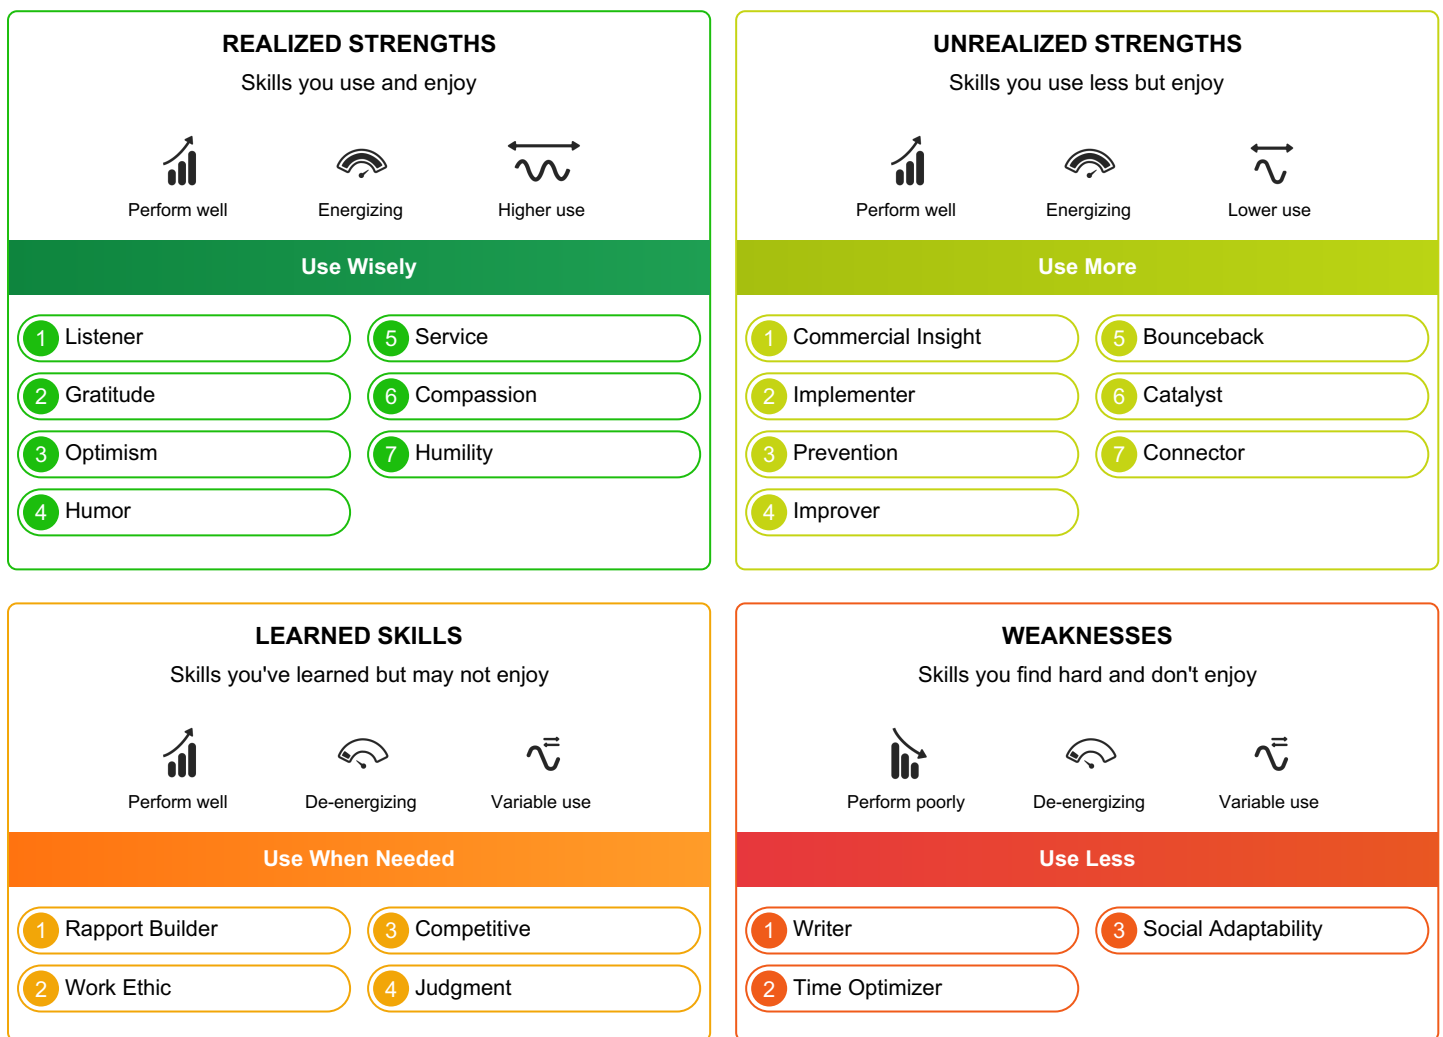 REALIZED STRENGTHS
Skills you use and enjoy
Perform well
Energizing
Higher use
Use Wisely
1 Listener
2 Gratitude
3 Optimism
4 Humor
5 Service
6 Compassion
7 Humility
UNREALIZED STRENGTHS
Skills you use less but enjoy
Perform well
Energizing
Lower use
Use More
1 Commercial Insight
2 Implementer
3 Prevention
4 Improver
5 Bounceback
6 Catalyst
7 Connector
LEARNED SKILLS
Skills you've learned but may not enjoy
Perform well
De-energizing
Variable use
Use When Needed
1 Rapport Builder
2 Work Ethic
3 Competitive
4 Judgment
WEAKNESSES
Skills you find hard and don't enjoy
Perform poorly
De-energizing
Variable use
Use Less
1 Writer
2 Time Optimizer
3 Social Adaptability